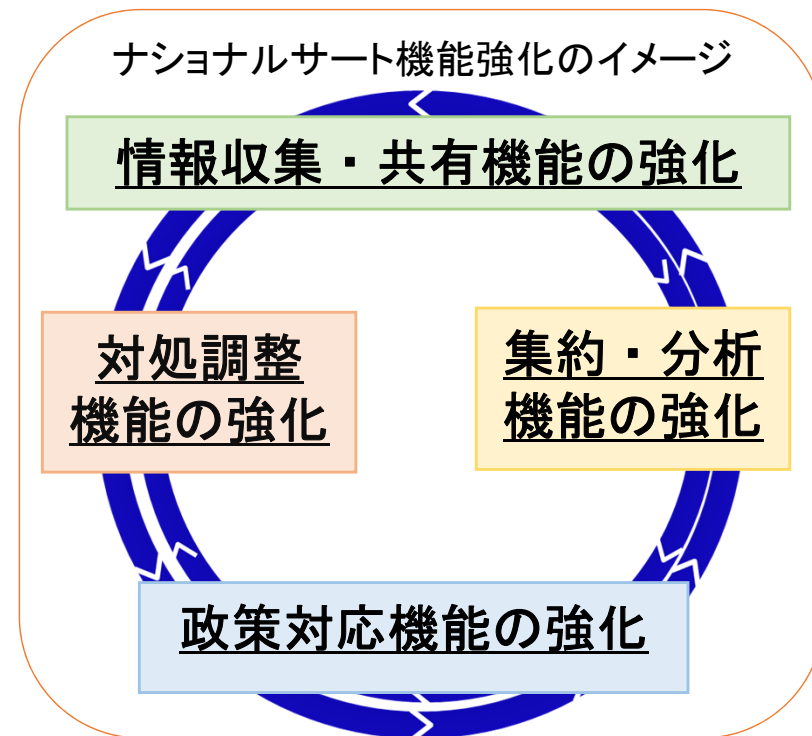 ナショナルサート機能強化のイメージ
情報収集・共有機能の強化
対処調整
機能の強化
集約・分析
機能の強化
政策対応機能の強化